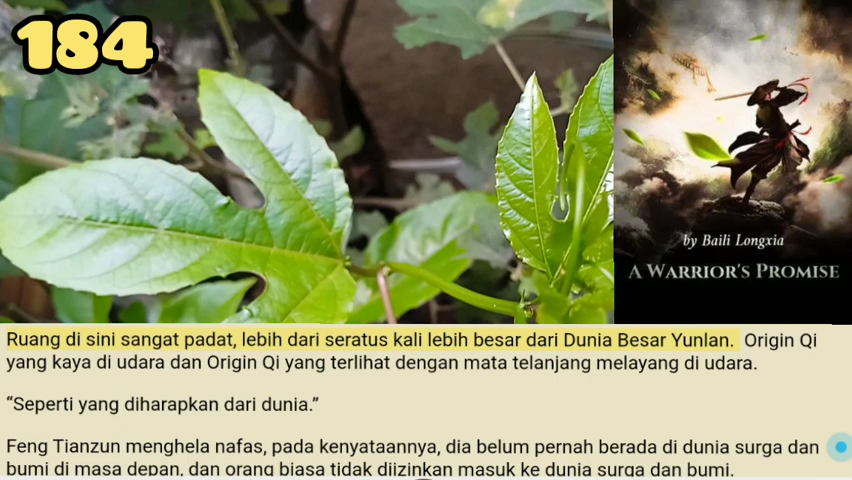 184
by Baili Longxia
A WARRIOR'S PROMISE
Ruang di sini sangat padat, lebih dari seratus kali lebih besar dari Dunia Besar Yunlan. Origin Qi
yang kaya di udara dan Origin Qi yang terlihat dengan mata telanjang melayang di udara.
“Seperti yang diharapkan dari dunia.”
Feng Tianzun menghela nafas, pada kenyataannya, dia belum pernah berada di dunia surga dan
bumi di masa depan, dan orang biasa tidak diizinkan masuk ke dunia surga dan bumi.